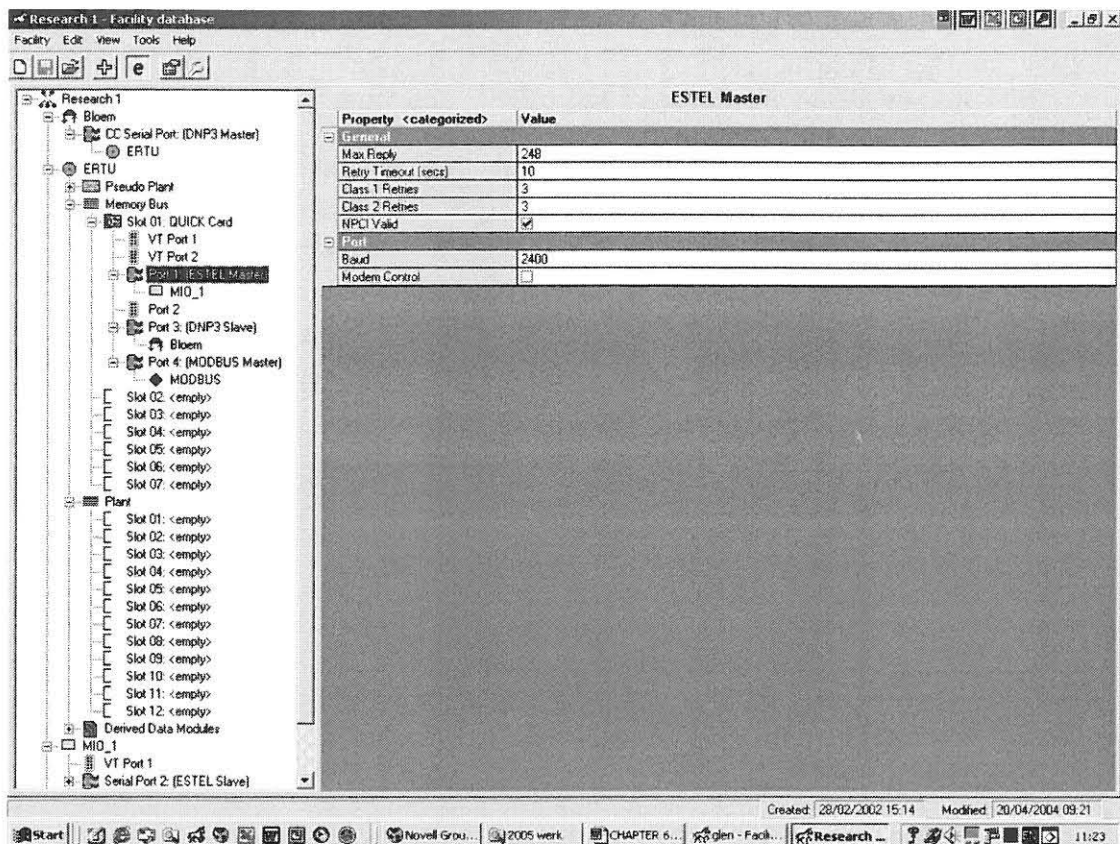 Research 1 - Facility database
Facility Edit View Tools Help
Research 1
Bloem
CC Serial Port: (DNP3 Master)
ERTU
ERTU
Pseudo Plant
Memory Bus
Slot 01: QUICK Card
VT Port 1
VT Port 2
Port 1: (ESTEL Master)
MIO_1
Port 2
Port 3: (DNP3 Slave)
Bloem
Port 4: (MODBUS Master)
MODBUS
Slot 02: <empty>
Slot 03: <empty>
Slot 04: <empty>
Slot 05: <empty>
Slot 06: <empty>
Slot 07: <empty>
Plant
Slot 01: <empty>
Slot 02: <empty>
Slot 03: <empty>
Slot 04: <empty>
Slot 05: <empty>
Slot 06: <empty>
Slot 07: <empty>
Slot 08: <empty>
Slot 09: <empty>
Slot 10: <empty>
Slot 11: <empty>
Slot 12: <empty>
Derived Data Modules
MIO_1
VT Port 1
Serial Port 2: (ESTEL Slave)
ESTEL Master
Property <categorized> Value
General
Max Reply 248
Retry Timeout (secs) 10
Class 1 Retries 3
Class 2 Retries 3
NPCI Valid
Port
Baud 2400
Modem Control
Created: 28/02/2002 15:14 Modified: 20/04/2004 09:21
Start Novell Grou... 2005 werk CHAPTER 6... glen - Facili... Research ... 11:23